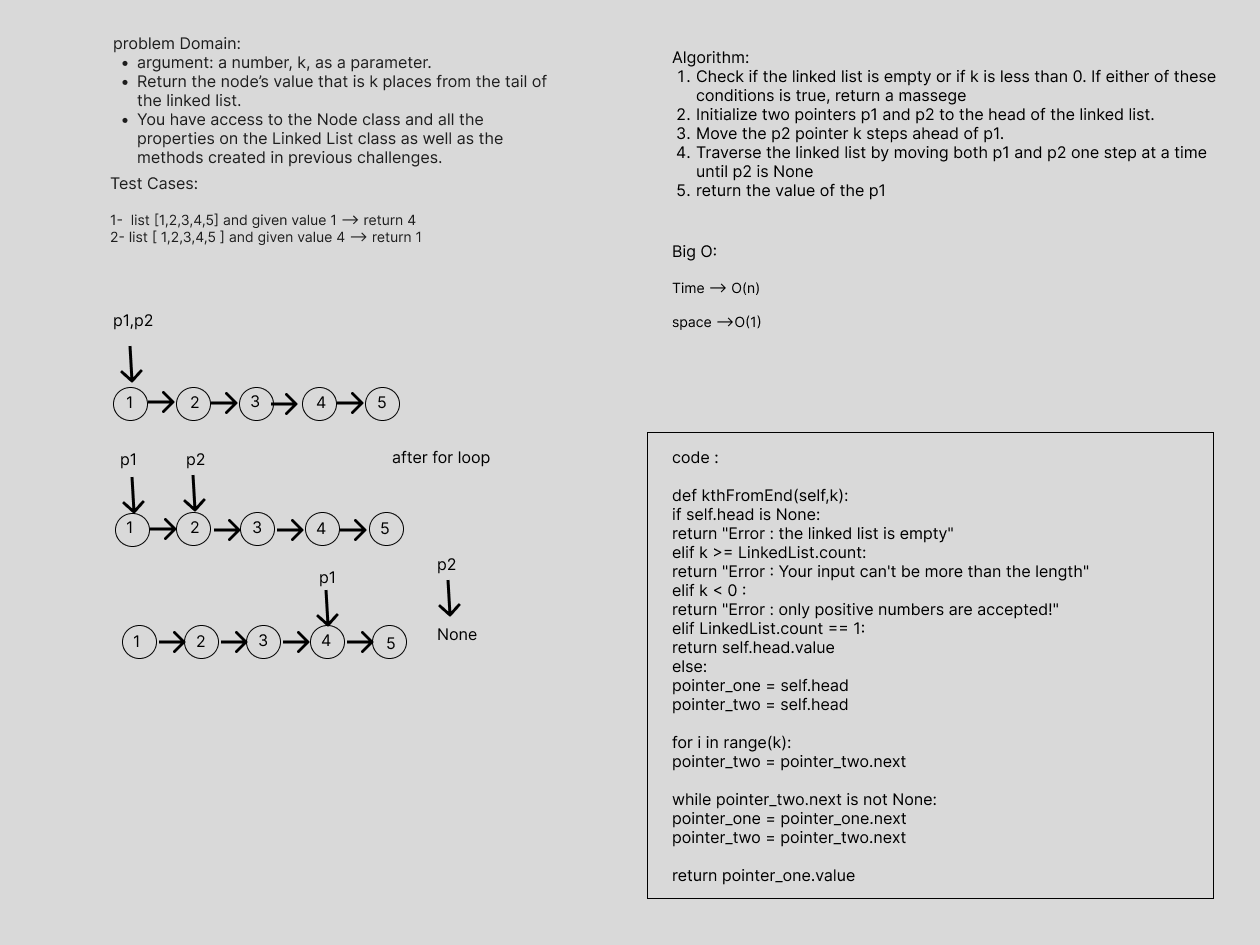 problem Domain:
• argument: a number, k, as a parameter.
• Return the node’s value that is k places from the tail of
the linked list.
• You have access to the Node class and all the
properties on the Linked List class as well as the
methods created in previous challenges.
Test Cases:
1-  list [1,2,3,4,5] and given value 1 --> return 4
2- list [ 1,2,3,4,5 ] and given value 4 --> return 1
p1,p2
1 2 3 4 5
p1 p2 after for loop
1 2 3 4 5
p1 p2
None
1 2 3 4 5
Algorithm:
1. Check if the linked list is empty or if k is less than 0. If either of these
conditions is true, return a massege
2. Initialize two pointers p1 and p2 to the head of the linked list.
3. Move the p2 pointer k steps ahead of p1.
4. Traverse the linked list by moving both p1 and p2 one step at a time
until p2 is None
5. return the value of the p1
Big O:
Time --> O(n)
space -->O(1)
code :
def kthFromEnd(self,k):
if self.head is None:
return "Error : the linked list is empty"
elif k >= LinkedList.count:
return "Error : Your input can't be more than the length"
elif k < 0 :
return "Error : only positive numbers are accepted!"
elif LinkedList.count == 1:
return self.head.value
else:
pointer_one = self.head
pointer_two = self.head
for i in range(k):
pointer_two = pointer_two.next
while pointer_two.next is not None:
pointer_one = pointer_one.next
pointer_two = pointer_two.next
return pointer_one.value